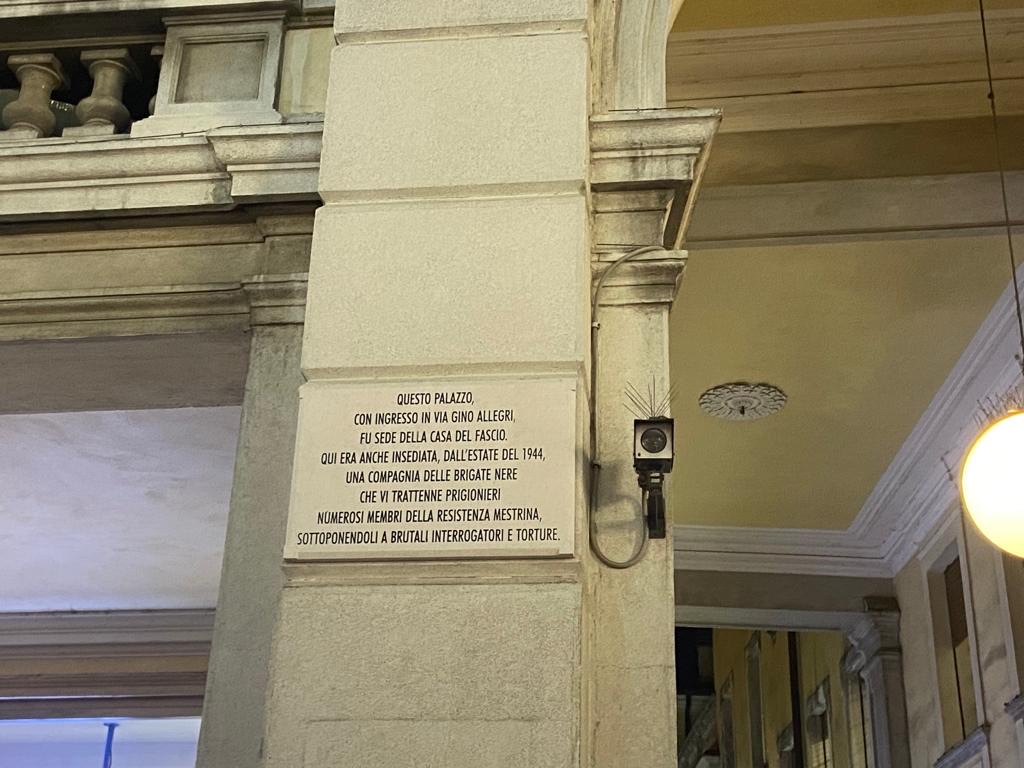 QUESTO PALAZZO,
CON INGRESSO IN VIA GINO ALLEGRI,
FU SEDE DELLA CASA DEL FASCIO.
QUI ERA ANCHE INSEDIATA, DALL'ESTATE DEL 1944,
UNA COMPAGNIA DELLE BRIGATE NERE
CHE VI TRATTENNE PRIGIONIERI
NUMEROSI MEMBRI DELLA RESISTENZA MESTRINA,
SOTTOPONENDOLI A BRUTALI INTERROGATORI E TORTURE.